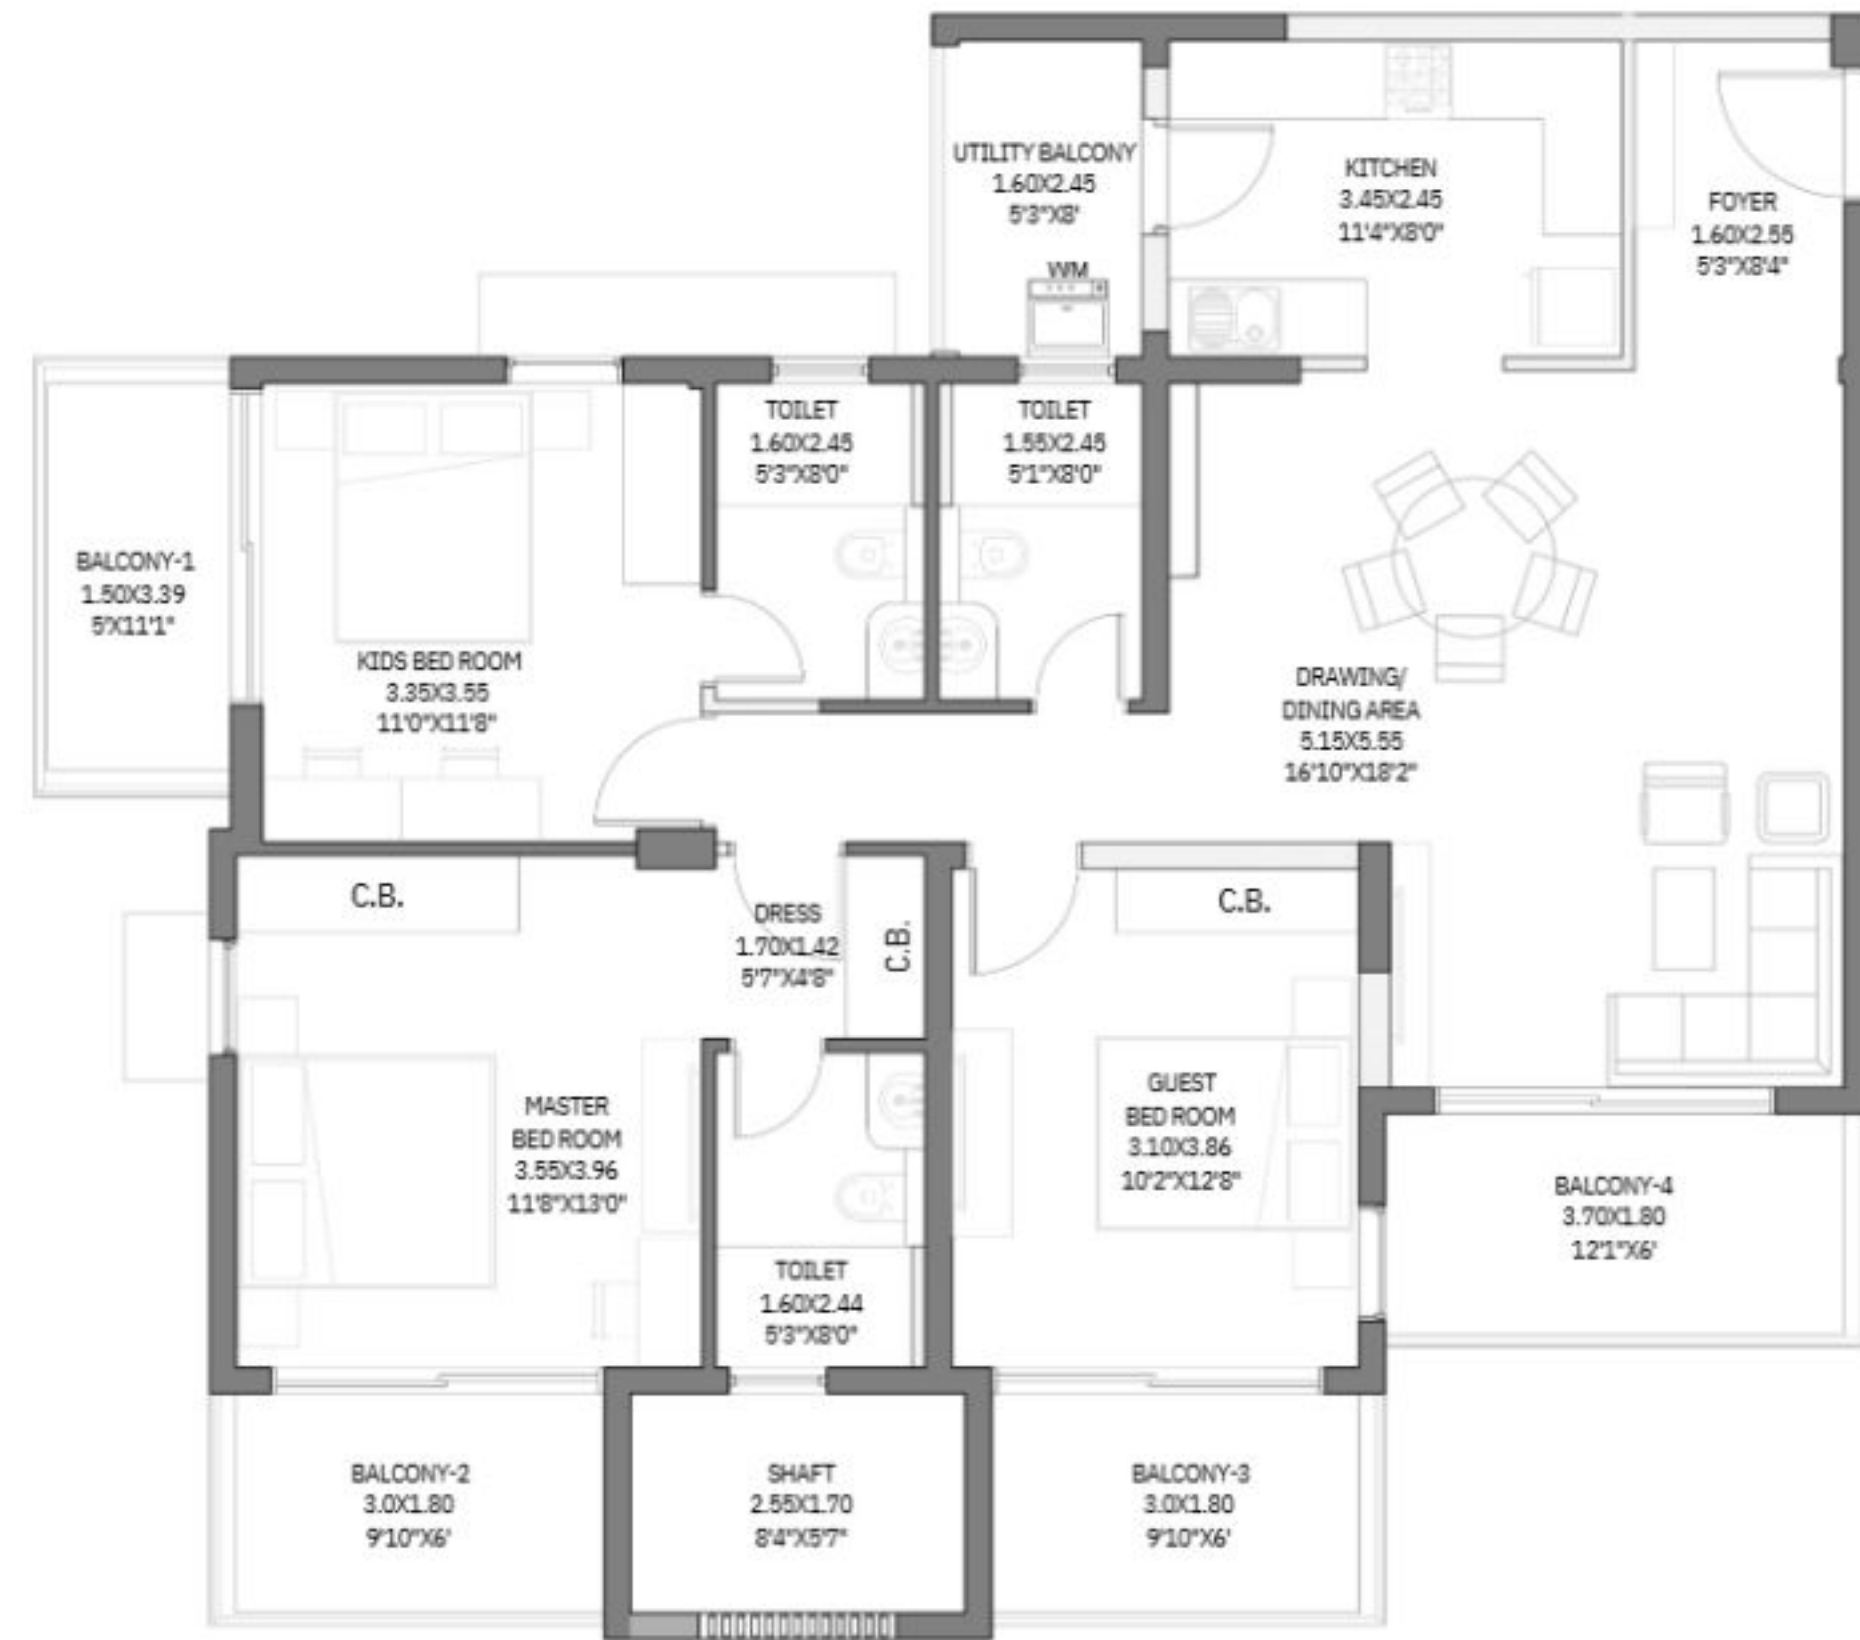 UTILITY BALCONY
1.60X2.45
5'3"X8'
WM
KITCHEN
3.45X2.45
11'4"X8'0"
FOYER
1.60X2.55
5'3"X8'4"
TOILET
1.60X2.45
5'3"X8'0"
TOILET
1.55X2.45
5'1"X8'0"
BALCONY-1
1.50X3.39
5'X11'1"
KIDS BED ROOM
3.35X3.55
11'0"X11'8"
DRAWING/
DINING AREA
5.15X5.55
16'10"X18'2"
C.B.
DRESS
1.70X1.42
5'7"X4'8"
C.B.
C.B.
MASTER
BED ROOM
3.55X3.96
11'8"X13'0"
GUEST
BED ROOM
3.10X3.86
10'2"X12'8"
BALCONY-4
3.70X1.80
12'1"X6'
TOILET
1.60X2.44
5'3"X8'0"
BALCONY-2
3.0X1.80
9'10"X6'
SHAFT
2.55X1.70
8'4"X5'7"
BALCONY-3
3.0X1.80
9'10"X6'